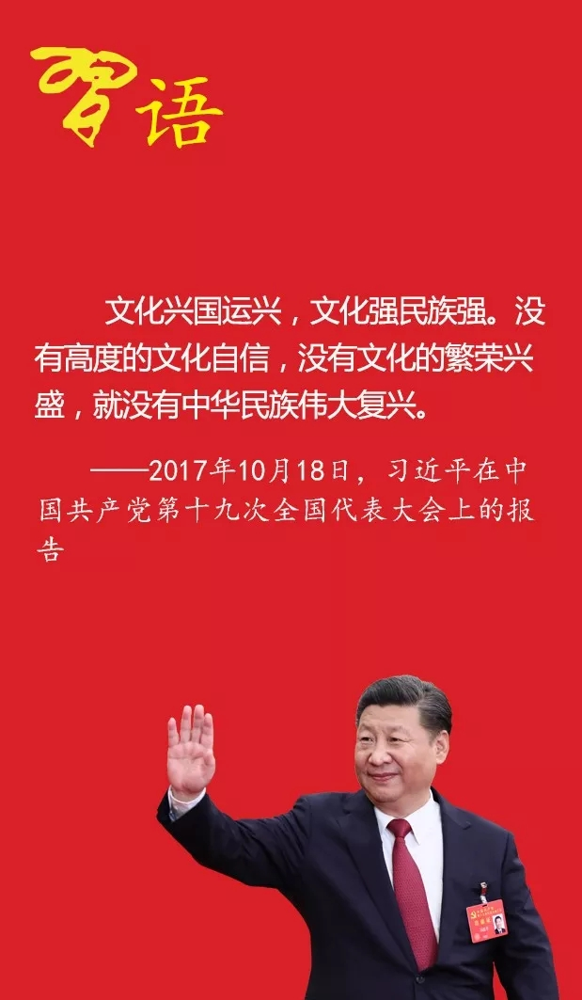 習语
文化兴国运兴，文化强民族强。没
有高度的文化自信，没有文化的繁荣兴
盛，就没有中华民族伟大复兴。
——2017年10月18日，习近平在中
国共产党第十九次全国代表大会上的报
告